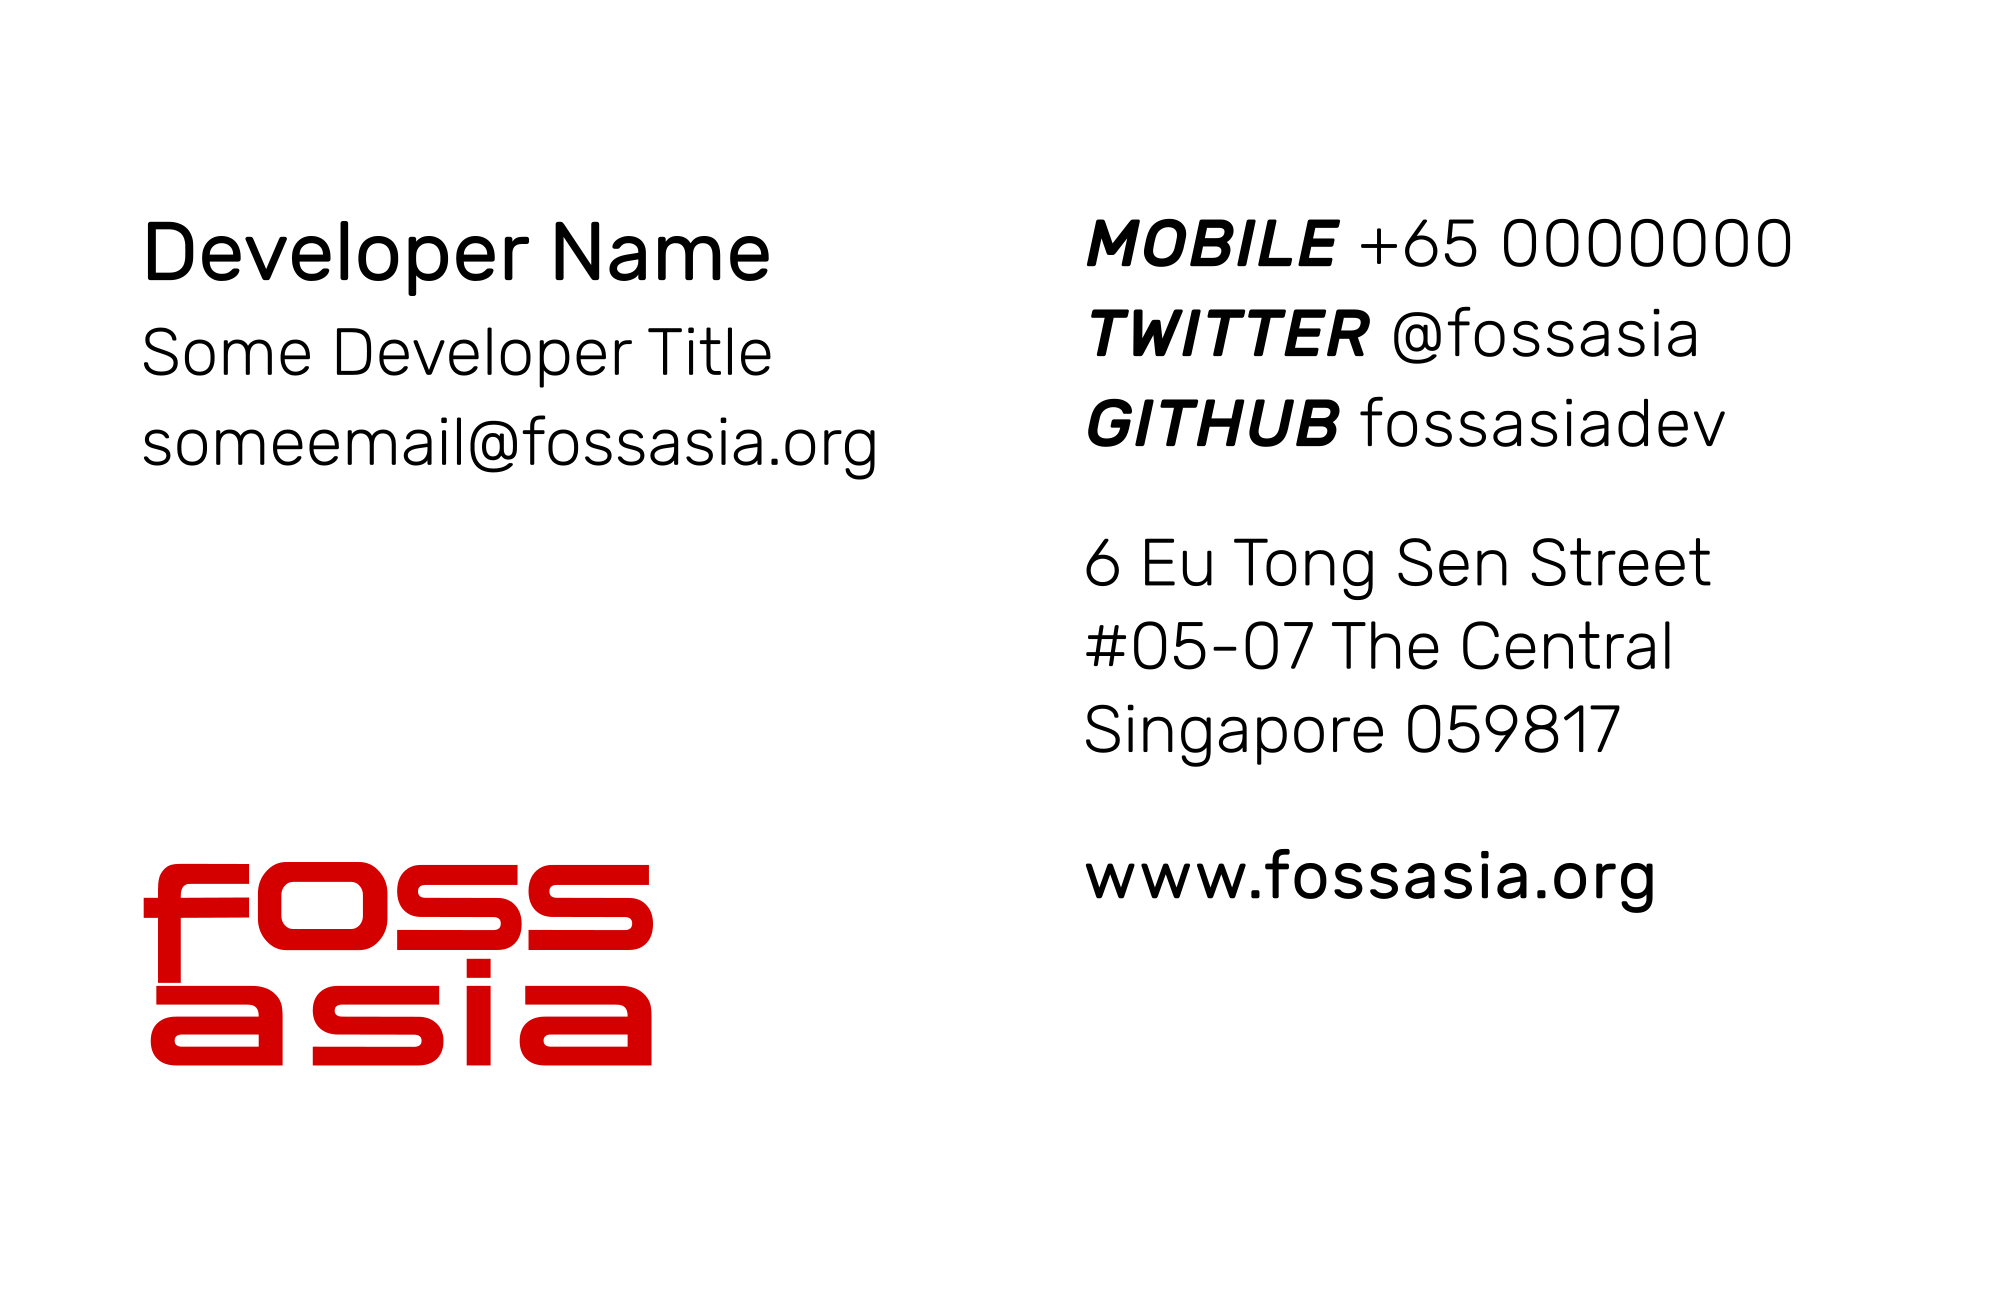 Developer Name
Some Developer Title
someemail@fossasia.org
MOBILE +65 0000000
TWITTER @fossasia
GITHUB fossasiadev
6 Eu Tong Sen Street
#05-07 The Central
Singapore 059817
www.fossasia.org
foss
asia